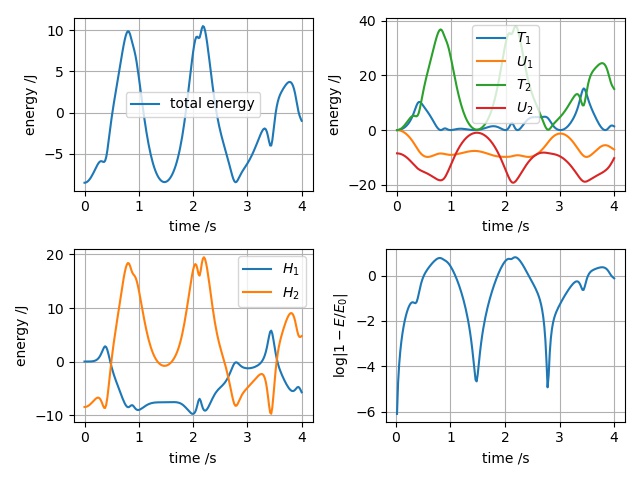 energy /J
10
5
0
−5
total energy
0
1
2
3
4
time /s
energy /J
40
20
0
−20
T₁
U₁
T₂
U₂
0
1
2
3
4
time /s
energy /J
20
10
0
−10
H₁
H₂
0
1
2
3
4
time /s
log|1 − E/E₀|
0
−2
−4
−6
0
1
2
3
4
time /s